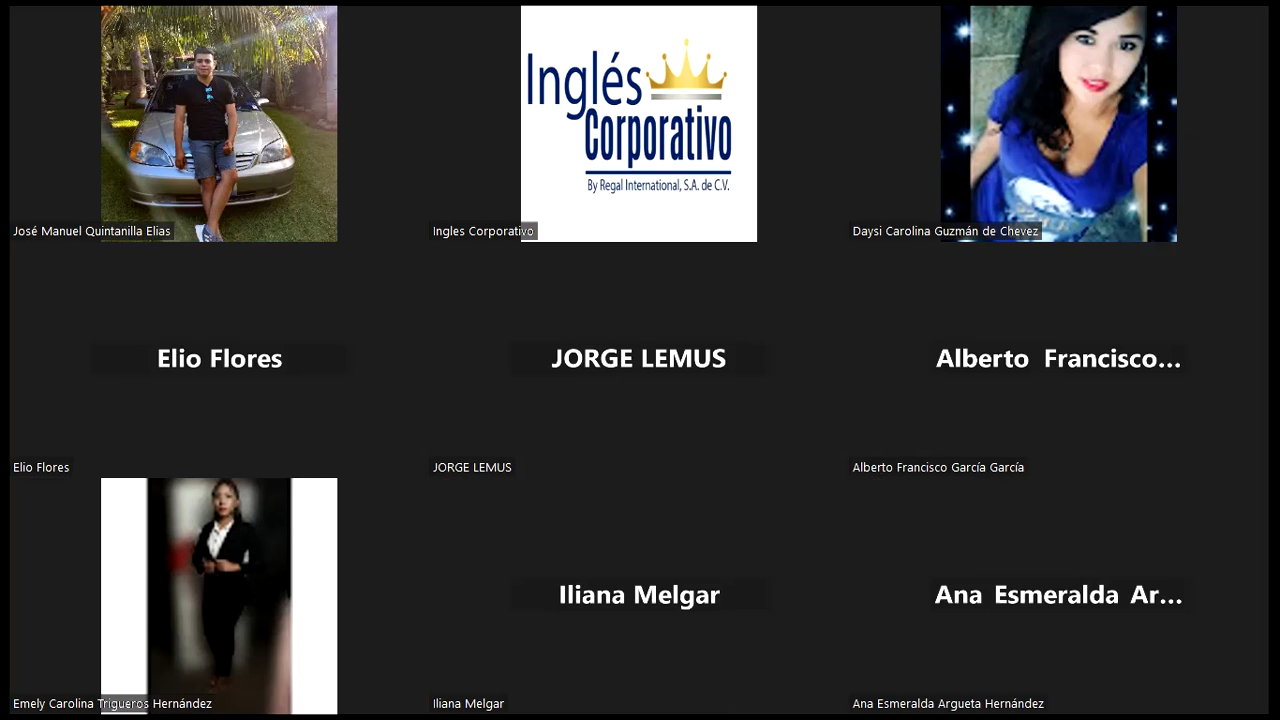 Inglés
Corporativo
By Regal International, S.A. de C.V.
José Manuel Quintanilla Elias
Ingles Corporativo
Daysi Carolina Guzmán de Chevez
Elio Flores
JORGE LEMUS
Alberto Francisco...
Elio Flores
JORGE LEMUS
Alberto Francisco García García
Iliana Melgar
Ana Esmeralda Ar...
Emely Carolina Trigueros Hernández
Iliana Melgar
Ana Esmeralda Argueta Hernández